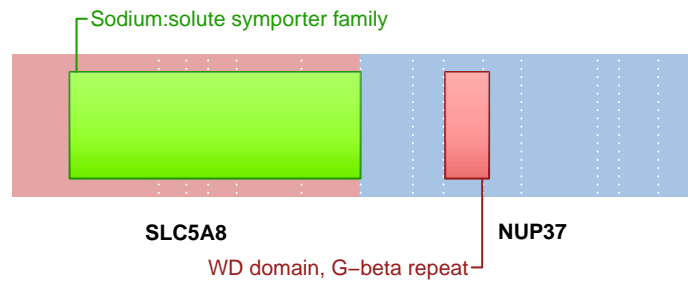 Sodium:solute symporter family
SLC5A8
NUP37
WD domain, G−beta repeat